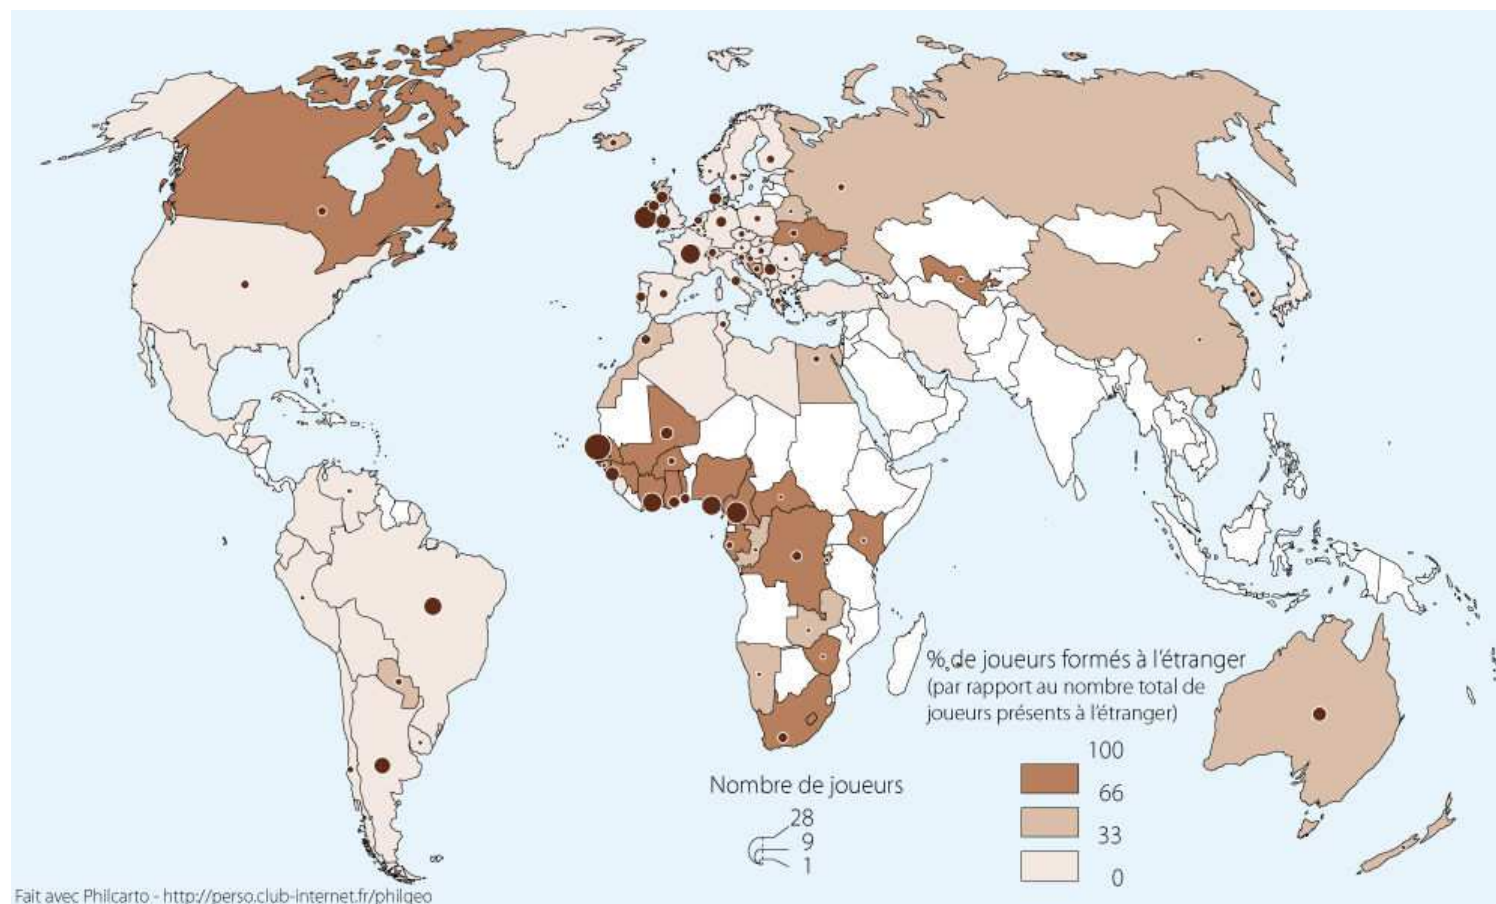 % de joueurs formés à l'étranger
(par rapport au nombre total de
joueurs présents à l'étranger)
100
66
33
0
Nombre de joueurs
28
9
1
Fait avec Philcarto - http://perso.club-internet.fr/philgeo